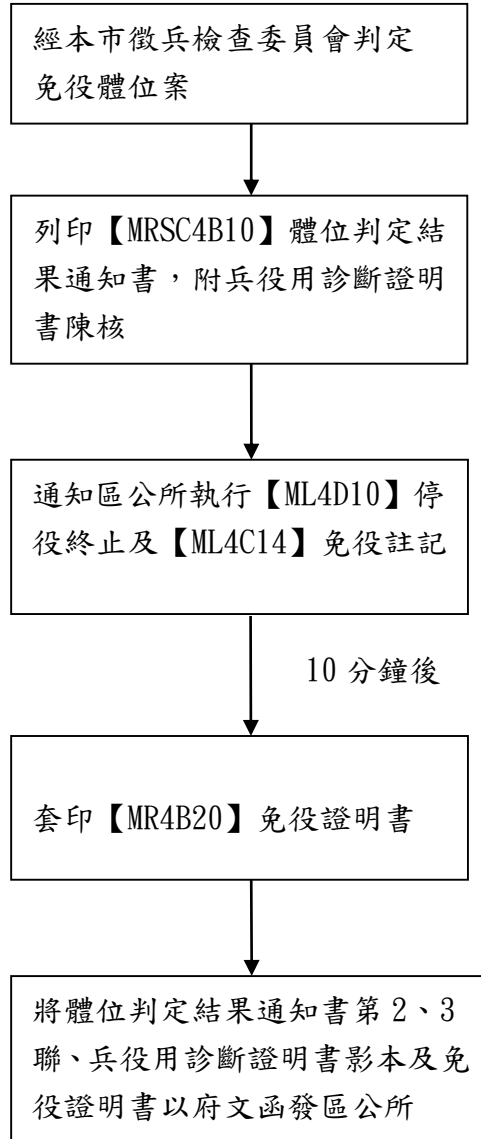 經本市徵兵檢查委員會判定
免役體位案
列印【MRSC4B10】體位判定結
果通知書，附兵役用診斷證明
書陳核
通知區公所執行【ML4D10】停
役終止及【ML4C14】免役註記
10 分鐘後
套印【MR4B20】免役證明書
將體位判定結果通知書第 2、3
聯、兵役用診斷證明書影本及免
役證明書以府文函發區公所